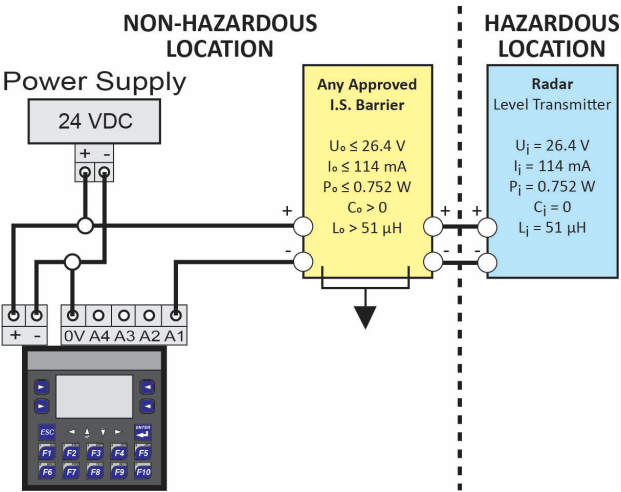 NON-HAZARDOUS
LOCATION
HAZARDOUS
LOCATION
Power Supply
24 VDC
+ -
Any Approved
I.S. Barrier
Uₒ ≤ 26.4 V
Iₒ ≤ 114 mA
Pₒ ≤ 0.752 W
Cₒ > 0
Lₒ > 51 µH
Radar
Level Transmitter
Uᵢ = 26.4 V
Iᵢ = 114 mA
Pᵢ = 0.752 W
Cᵢ = 0
Lᵢ = 51 µH
+ + +
- - -
+ - 0V A4 A3 A2 A1
ESC ENTER
F1 F2 F3 F4 F5
F6 F7 F8 F9 F10